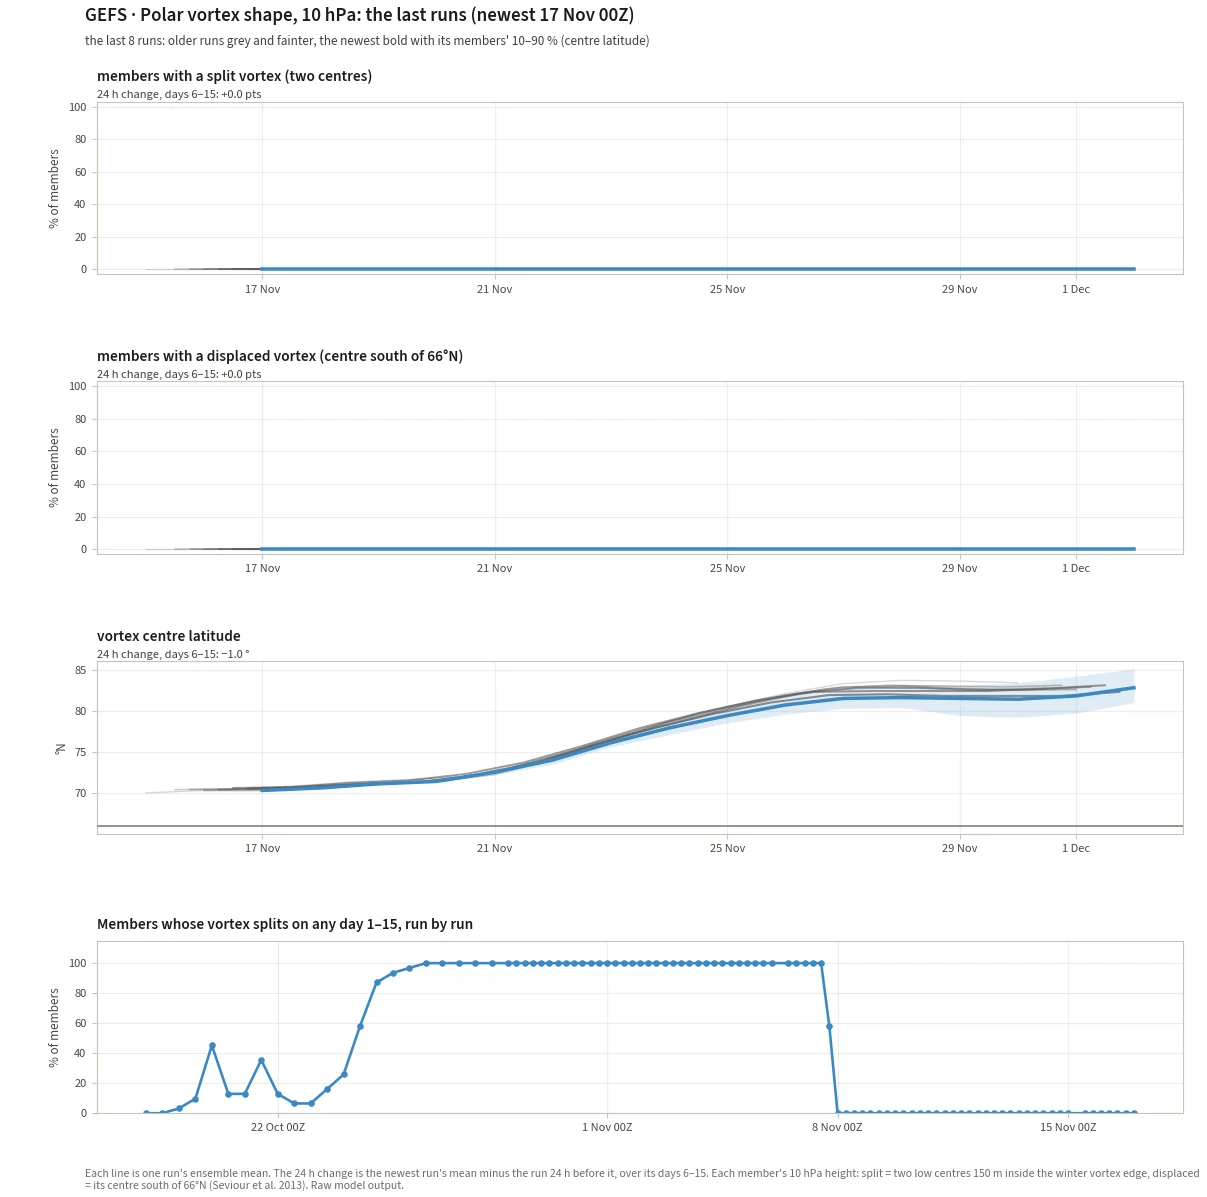 GEFS · Polar vortex shape, 10 hPa: the last runs (newest 17 Nov 00Z)
the last 8 runs: older runs grey and fainter, the newest bold with its members' 10–90 % (centre latitude)
members with a split vortex (two centres)
24 h change, days 6–15: +0.0 pts
100
80
60
40
20
0
% of members
17 Nov
21 Nov
25 Nov
29 Nov
1 Dec
members with a displaced vortex (centre south of 66°N)
24 h change, days 6–15: +0.0 pts
100
80
60
40
20
0
% of members
17 Nov
21 Nov
25 Nov
29 Nov
1 Dec
vortex centre latitude
24 h change, days 6–15: −1.0 °
85
80
75
70
°N
17 Nov
21 Nov
25 Nov
29 Nov
1 Dec
Members whose vortex splits on any day 1–15, run by run
100
80
60
40
20
0
% of members
22 Oct 00Z
1 Nov 00Z
8 Nov 00Z
15 Nov 00Z
Each line is one run's ensemble mean. The 24 h change is the newest run's mean minus the run 24 h before it, over its days 6–15. Each member's 10 hPa height: split = two low centres 150 m inside the winter vortex edge, displaced
= its centre south of 66°N (Seviour et al. 2013). Raw model output.